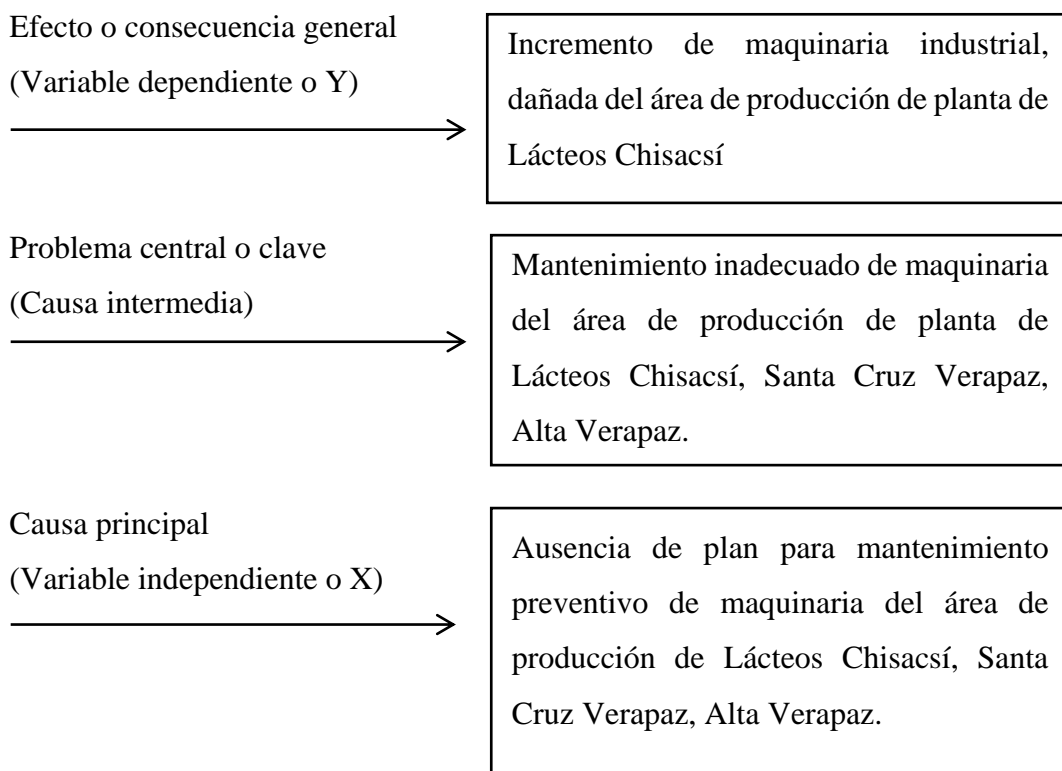 Efecto o consecuencia general
(Variable dependiente o Y)
Incremento de maquinaria industrial,
dañada del área de producción de planta de
Lácteos Chisacsí
Problema central o clave
(Causa intermedia)
Mantenimiento inadecuado de maquinaria
del área de producción de planta de
Lácteos Chisacsí, Santa Cruz Verapaz,
Alta Verapaz.
Causa principal
(Variable independiente o X)
Ausencia de plan para mantenimiento
preventivo de maquinaria del área de
producción de Lácteos Chisacsí, Santa
Cruz Verapaz, Alta Verapaz.